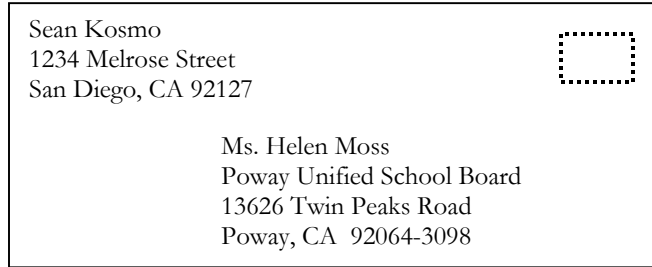 Sean Kosmo
1234 Melrose Street
San Diego, CA 92127
Ms. Helen Moss
Poway Unified School Board
13626 Twin Peaks Road
Poway, CA  92064-3098